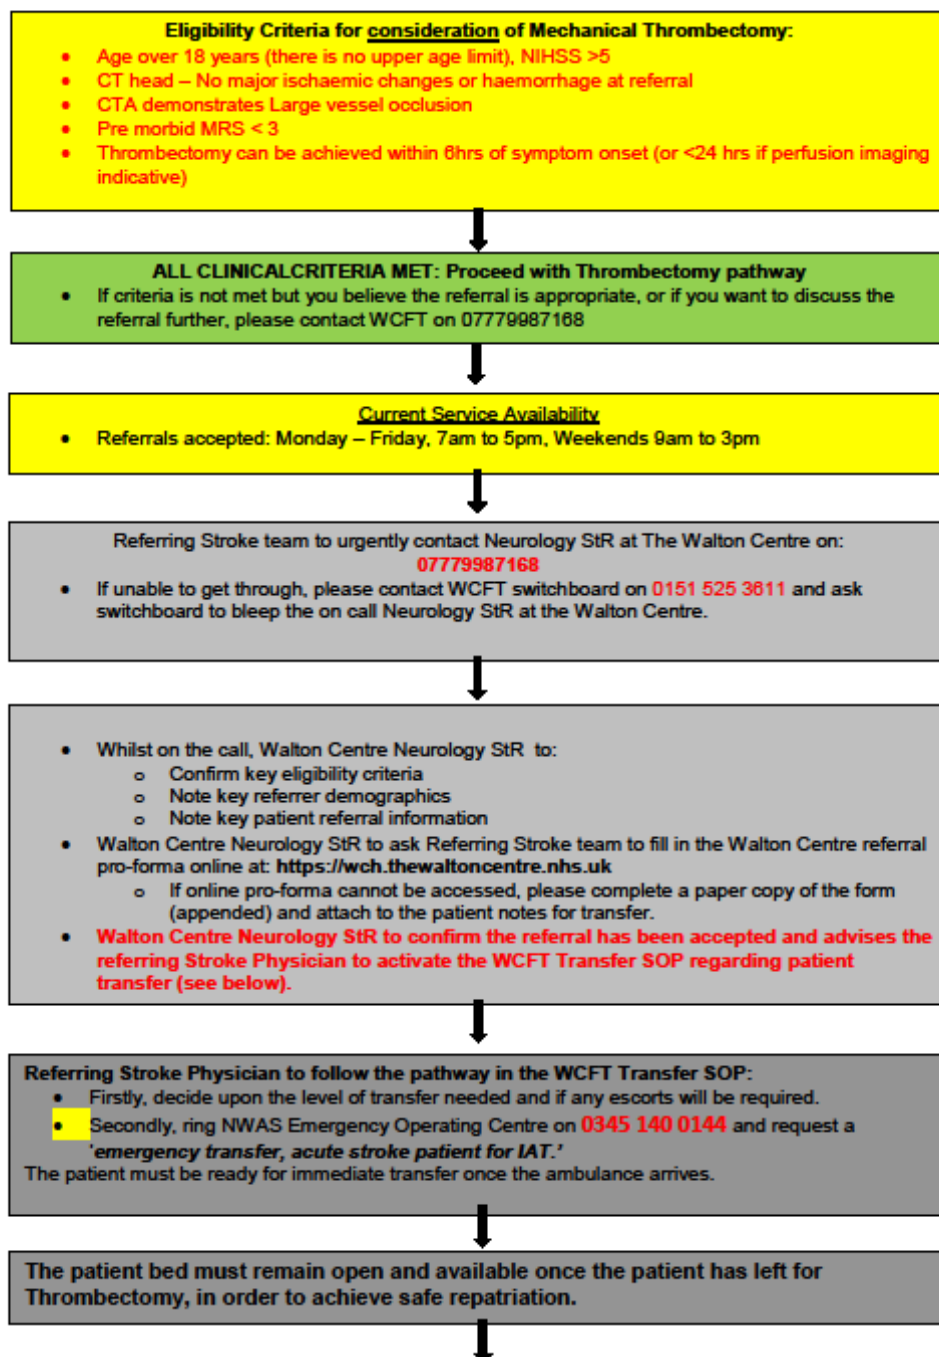 Eligibility Criteria for consideration of Mechanical Thrombectomy:
• Age over 18 years (there is no upper age limit), NIHSS >5
• CT head – No major ischaemic changes or haemorrhage at referral
• CTA demonstrates Large vessel occlusion
• Pre morbid MRS < 3
• Thrombectomy can be achieved within 6hrs of symptom onset (or <24 hrs if perfusion imaging
indicative)
ALL CLINICALCRITERIA MET: Proceed with Thrombectomy pathway
• If criteria is not met but you believe the referral is appropriate, or if you want to discuss the
referral further, please contact WCFT on 07779987168
Current Service Availability
• Referrals accepted: Monday – Friday, 7am to 5pm, Weekends 9am to 3pm
Referring Stroke team to urgently contact Neurology StR at The Walton Centre on:
07779987168
• If unable to get through, please contact WCFT switchboard on 0151 525 3611 and ask
switchboard to bleep the on call Neurology StR at the Walton Centre.
• Whilst on the call, Walton Centre Neurology StR to:
o Confirm key eligibility criteria
o Note key referrer demographics
o Note key patient referral information
• Walton Centre Neurology StR to ask Referring Stroke team to fill in the Walton Centre referral
pro-forma online at: https://wch.thewaltoncentre.nhs.uk
o If online pro-forma cannot be accessed, please complete a paper copy of the form
(appended) and attach to the patient notes for transfer.
• Walton Centre Neurology StR to confirm the referral has been accepted and advises the
referring Stroke Physician to activate the WCFT Transfer SOP regarding patient
transfer (see below).
Referring Stroke Physician to follow the pathway in the WCFT Transfer SOP:
• Firstly, decide upon the level of transfer needed and if any escorts will be required.
• Secondly, ring NWAS Emergency Operating Centre on 0345 140 0144 and request a
'emergency transfer, acute stroke patient for IAT.'
The patient must be ready for immediate transfer once the ambulance arrives.
The patient bed must remain open and available once the patient has left for
Thrombectomy, in order to achieve safe repatriation.